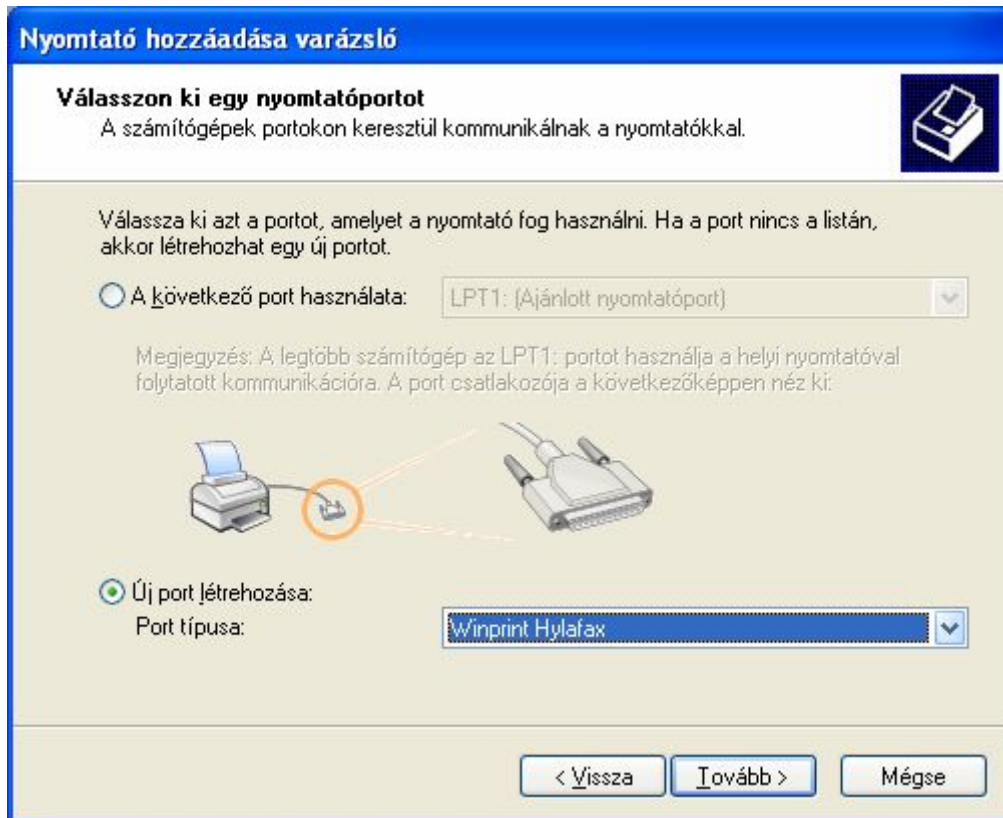 Nyomtató hozzáadása varázsló
Válasszon ki egy nyomtatóportot
A számítógépek portokon keresztül kommunikálnak a nyomtatókkal.
Válassza ki azt a portot, amelyet a nyomtató fog használni. Ha a port nincs a listán,
akkor létrehozhat egy új portot.
A következő port használata: LPT1: (Ajánlott nyomtatóport)
Megjegyzés: A legtöbb számítógép az LPT1: portot használja a helyi nyomtatóval
folytatott kommunikációra. A port csatlakozója a következőképpen néz ki:
Új port létrehozása:
Port típusa: Winprint Hylafax
< Vissza Tovább > Mégse